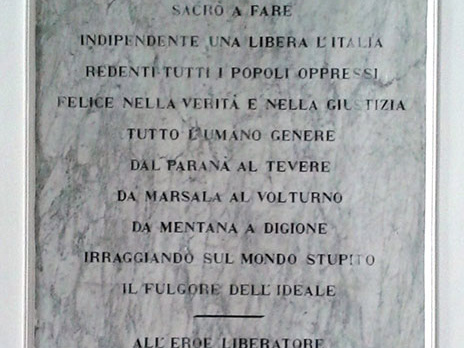 SACRÒ A FARE
INDIPENDENTE UNA LIBERA L'ITALIA
REDENTI TUTTI I POPOLI OPPRESSI
FELICE NELLA VERITÀ E NELLA GIUSTIZIA
TUTTO L'UMANO GENERE
DAL PARANÀ AL TEVERE
DA MARSALA AL VOLTURNO
DA MENTANA A DIGIONE
IRRAGGIANDO SUL MONDO STUPITO
IL FULGORE DELL'IDEALE
ALL'EROE LIBERATORE